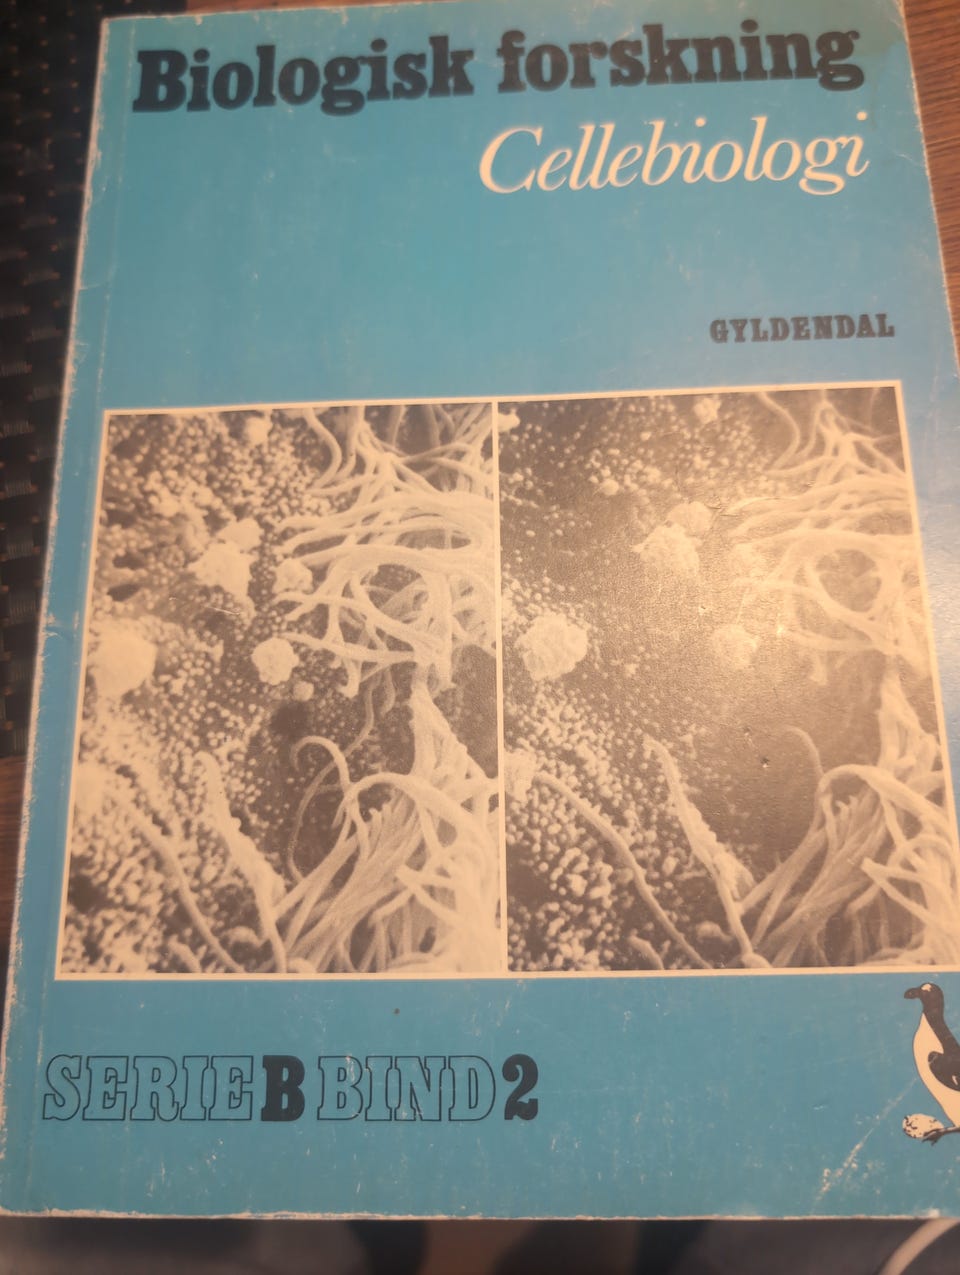 Biologisk forskning
Cellebiologi
GYLDENDAL
SERIE B BIND 2